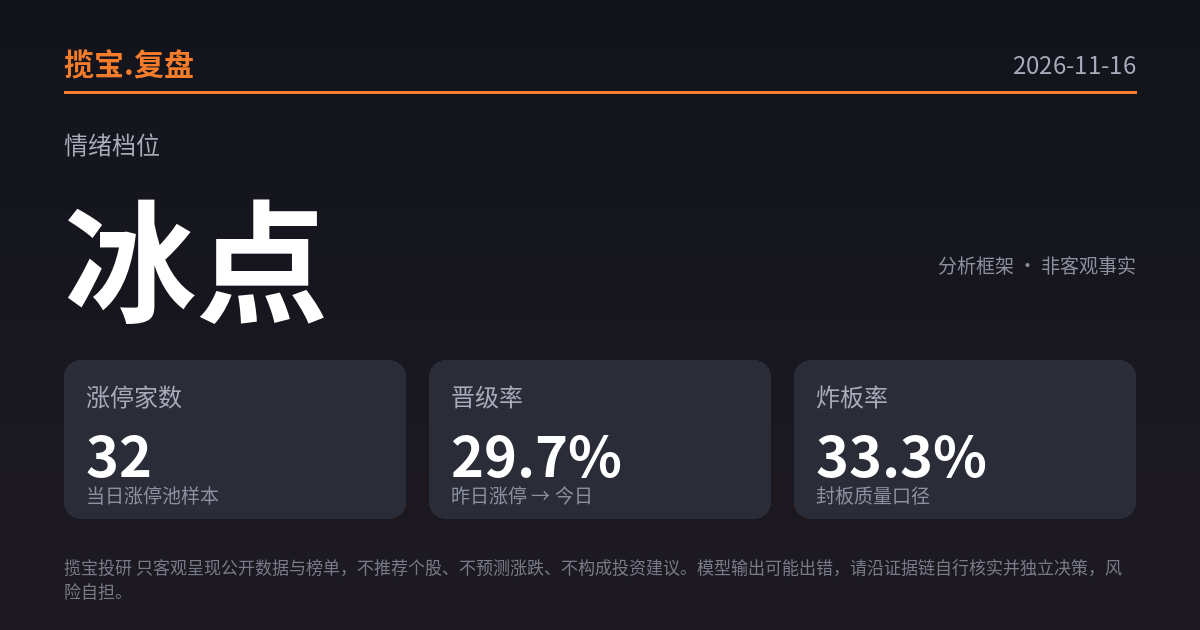 揽宝.复盘
2026-11-16
情绪档位
冰点
分析框架 · 非客观事实
涨停家数
32
当日涨停池样本
晋级率
29.7%
昨日涨停 → 今日
炸板率
33.3%
封板质量口径
揽宝投研 只客观呈现公开数据与榜单，不推荐个股、不预测涨跌、不构成投资建议。模型输出可能出错，请沿证据链自行核实并独立决策，风
险自担。